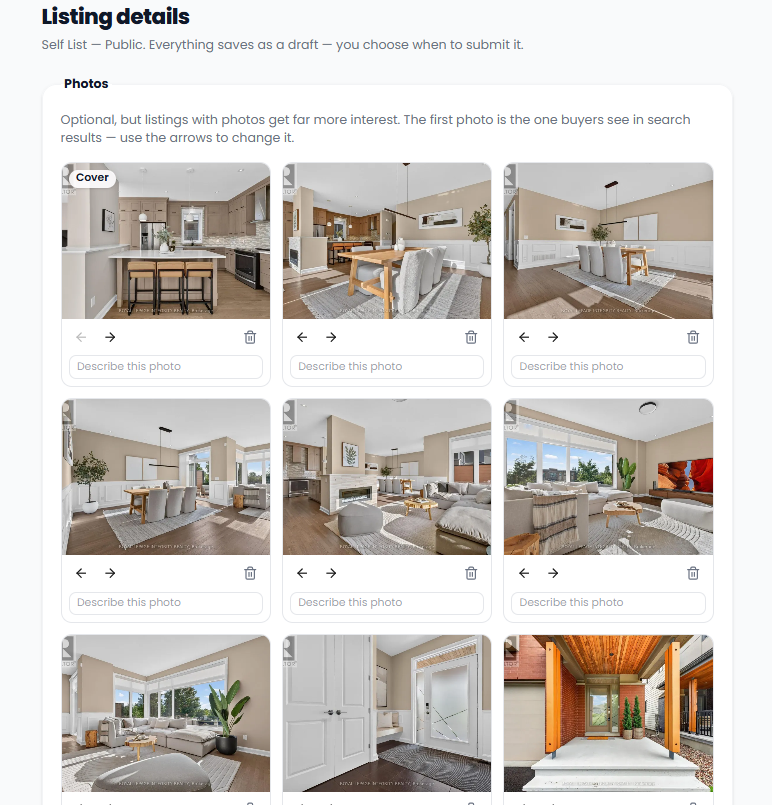 Listing details
Self List — Public. Everything saves as a draft — you choose when to submit it.
Photos
Optional, but listings with photos get far more interest. The first photo is the one buyers see in search
results — use the arrows to change it.
Cover
Describe this photo
Describe this photo
Describe this photo
Describe this photo
Describe this photo
Describe this photo